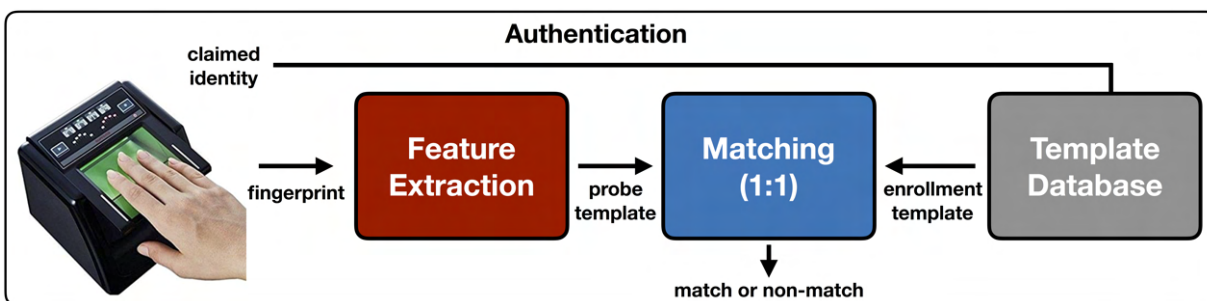 Authentication
claimed
identity
fingerprint
Feature
Extraction
probe
template
Matching
(1:1)
enrollment
template
Template
Database
match or non-match